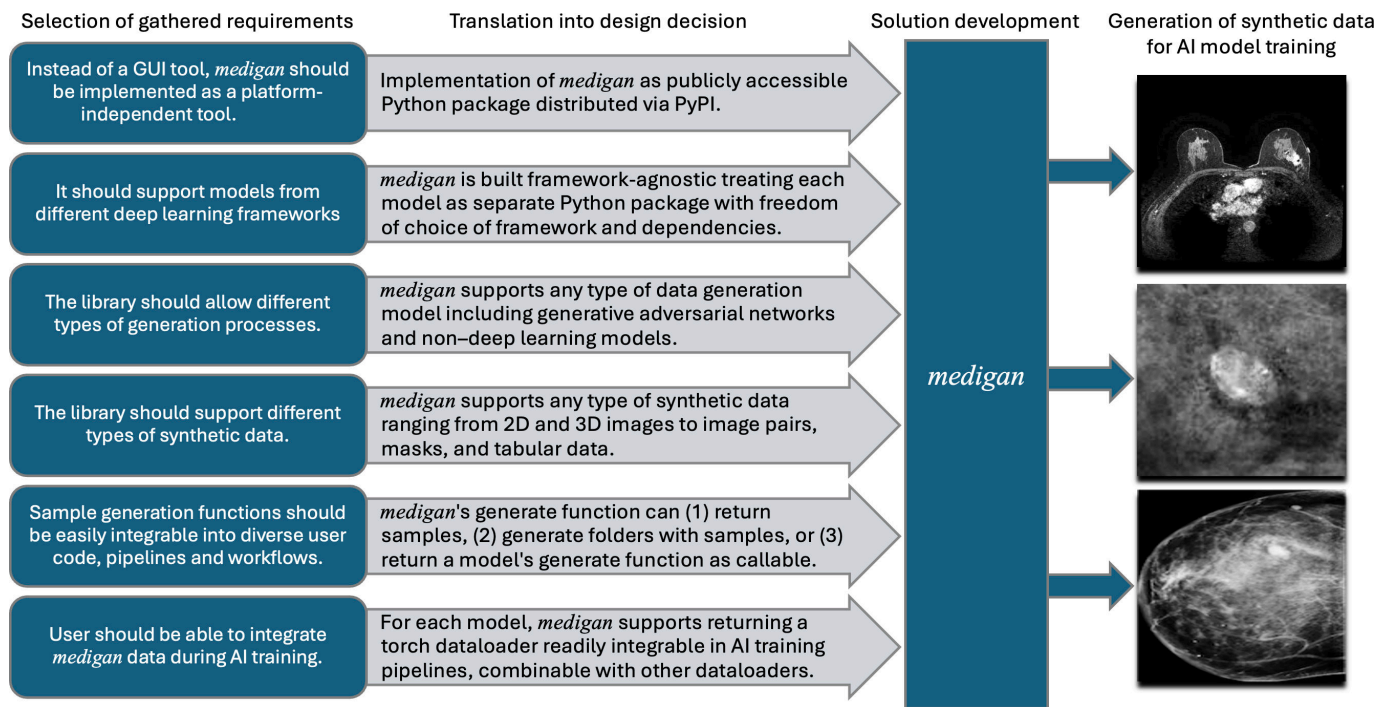 Selection of gathered requirements
Translation into design decision
Solution development
Generation of synthetic data
for AI model training
Instead of a GUI tool, medigan should
be implemented as a platform-
independent tool.
Implementation of medigan as publicly accessible
Python package distributed via PyPI.
It should support models from
different deep learning frameworks
medigan is built framework-agnostic treating each
model as separate Python package with freedom
of choice of framework and dependencies.
The library should allow different
types of generation processes.
medigan supports any type of data generation
model including generative adversarial networks
and non–deep learning models.
The library should support different
types of synthetic data.
medigan supports any type of synthetic data
ranging from 2D and 3D images to image pairs,
masks, and tabular data.
Sample generation functions should
be easily integrable into diverse user
code, pipelines and workflows.
medigan's generate function can (1) return
samples, (2) generate folders with samples, or (3)
return a model's generate function as callable.
User should be able to integrate
medigan data during AI training.
For each model, medigan supports returning a
torch dataloader readily integrable in AI training
pipelines, combinable with other dataloaders.
medigan